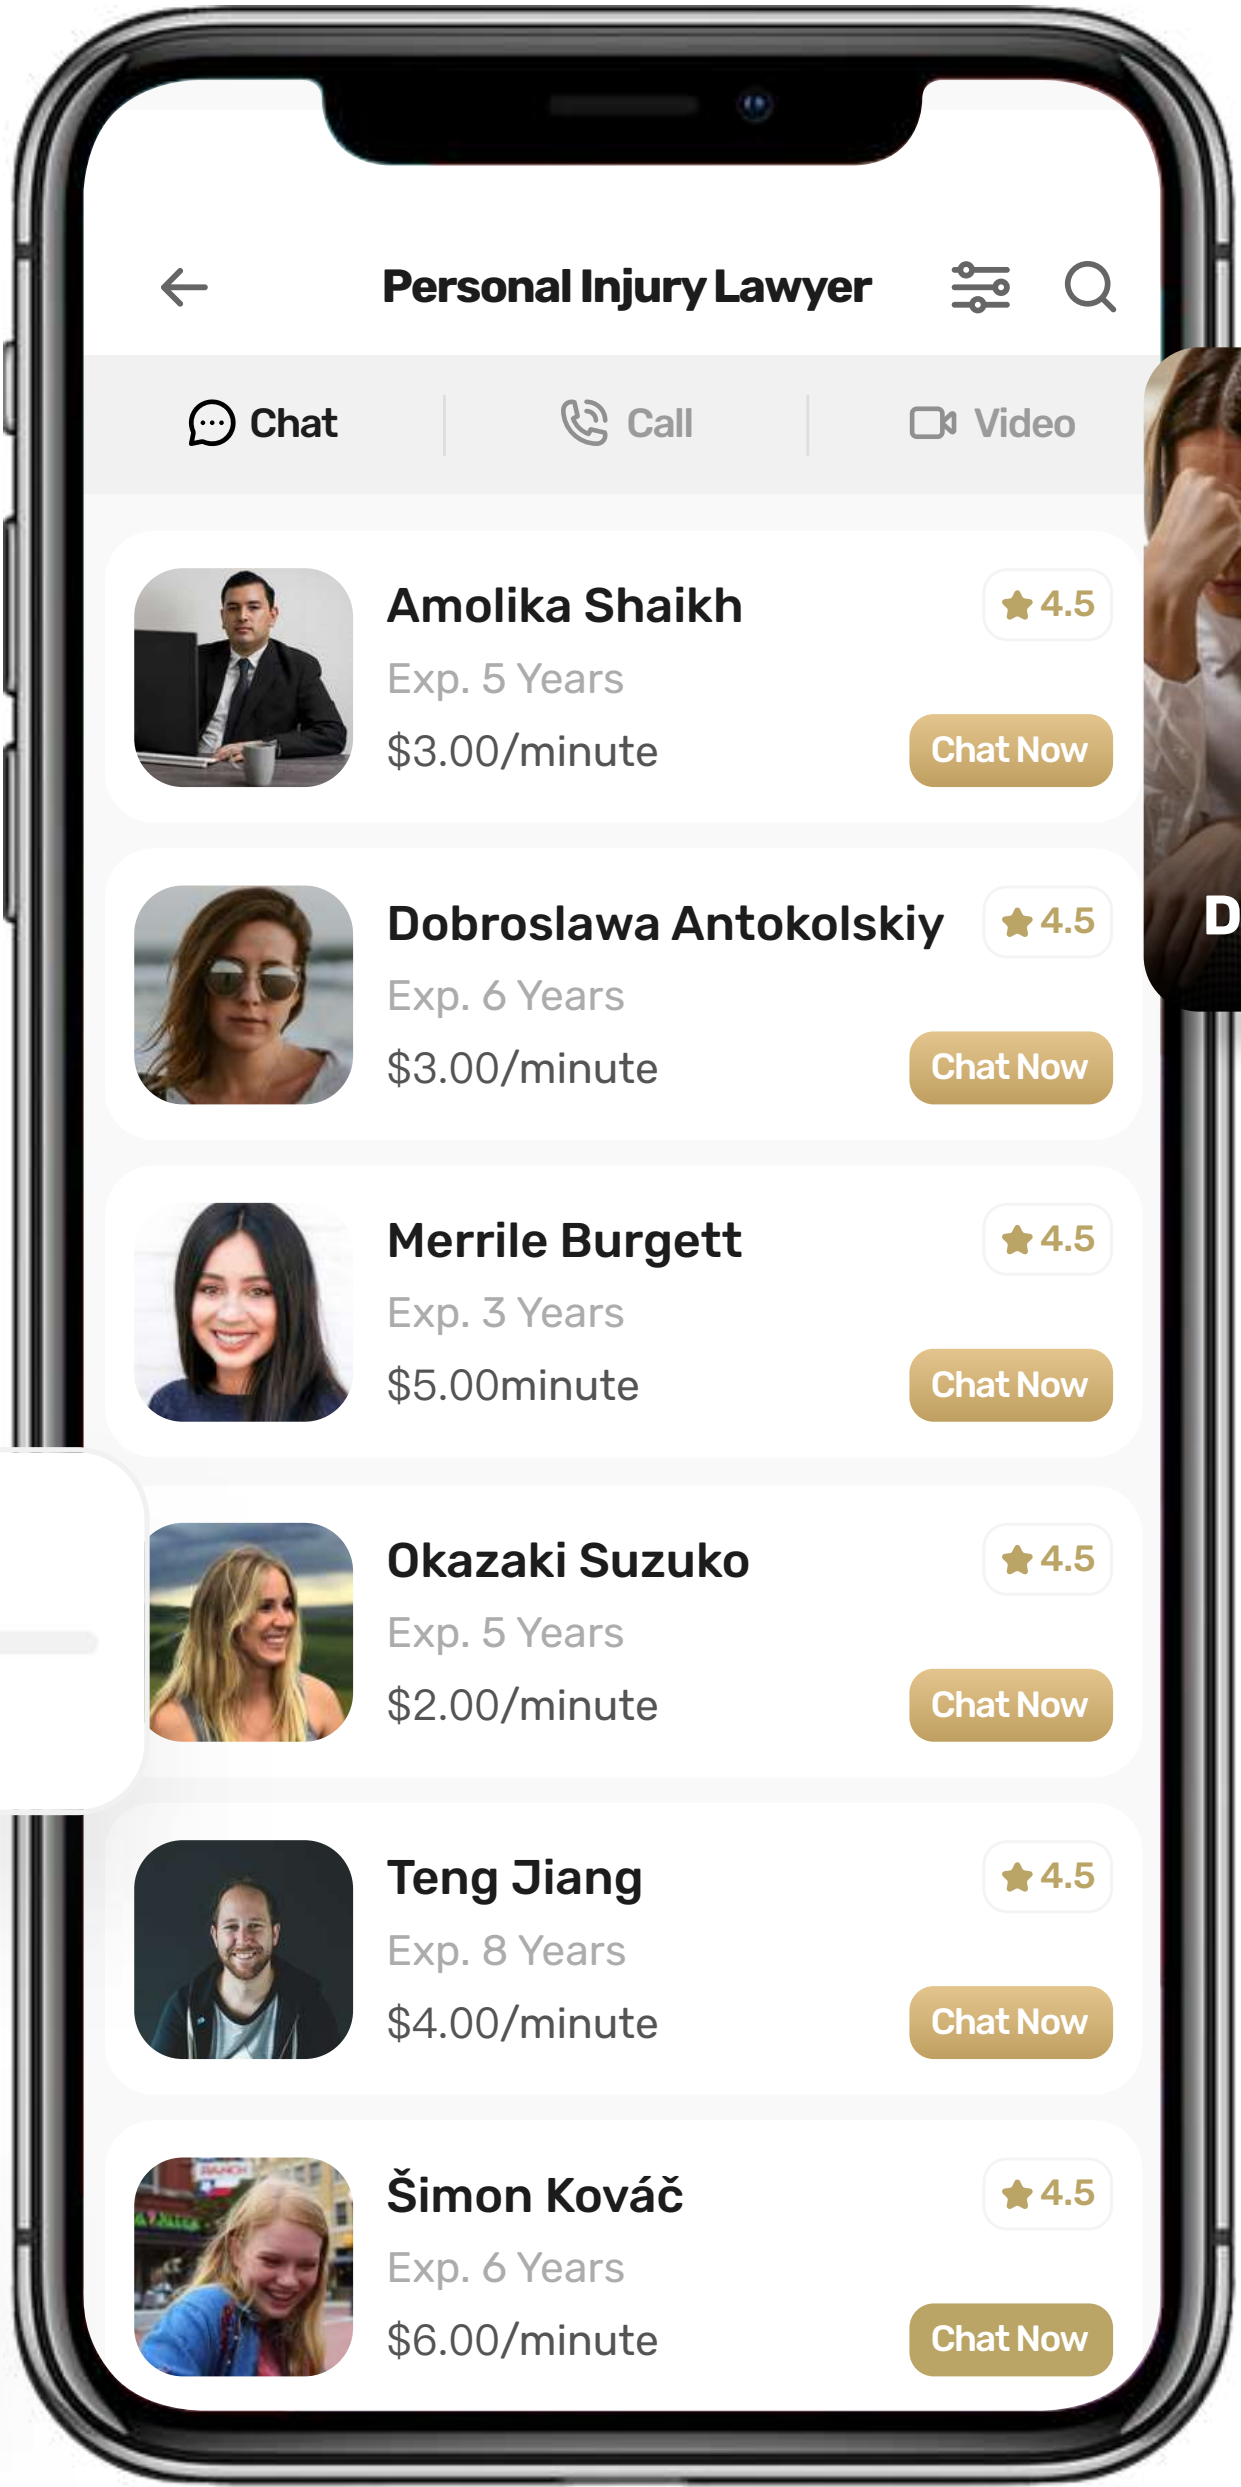 Personal Injury Lawyer
Chat
Call
Video
Amolika Shaikh
4.5
Exp. 5 Years
$3.00/minute
Chat Now
Dobroslawa Antokolskiy
4.5
Exp. 6 Years
$3.00/minute
Chat Now
D
Merrile Burgett
4.5
Exp. 3 Years
$5.00minute
Chat Now
Okazaki Suzuko
4.5
Exp. 5 Years
$2.00/minute
Chat Now
Teng Jiang
4.5
Exp. 8 Years
$4.00/minute
Chat Now
Šimon Kováč
4.5
Exp. 6 Years
$6.00/minute
Chat Now